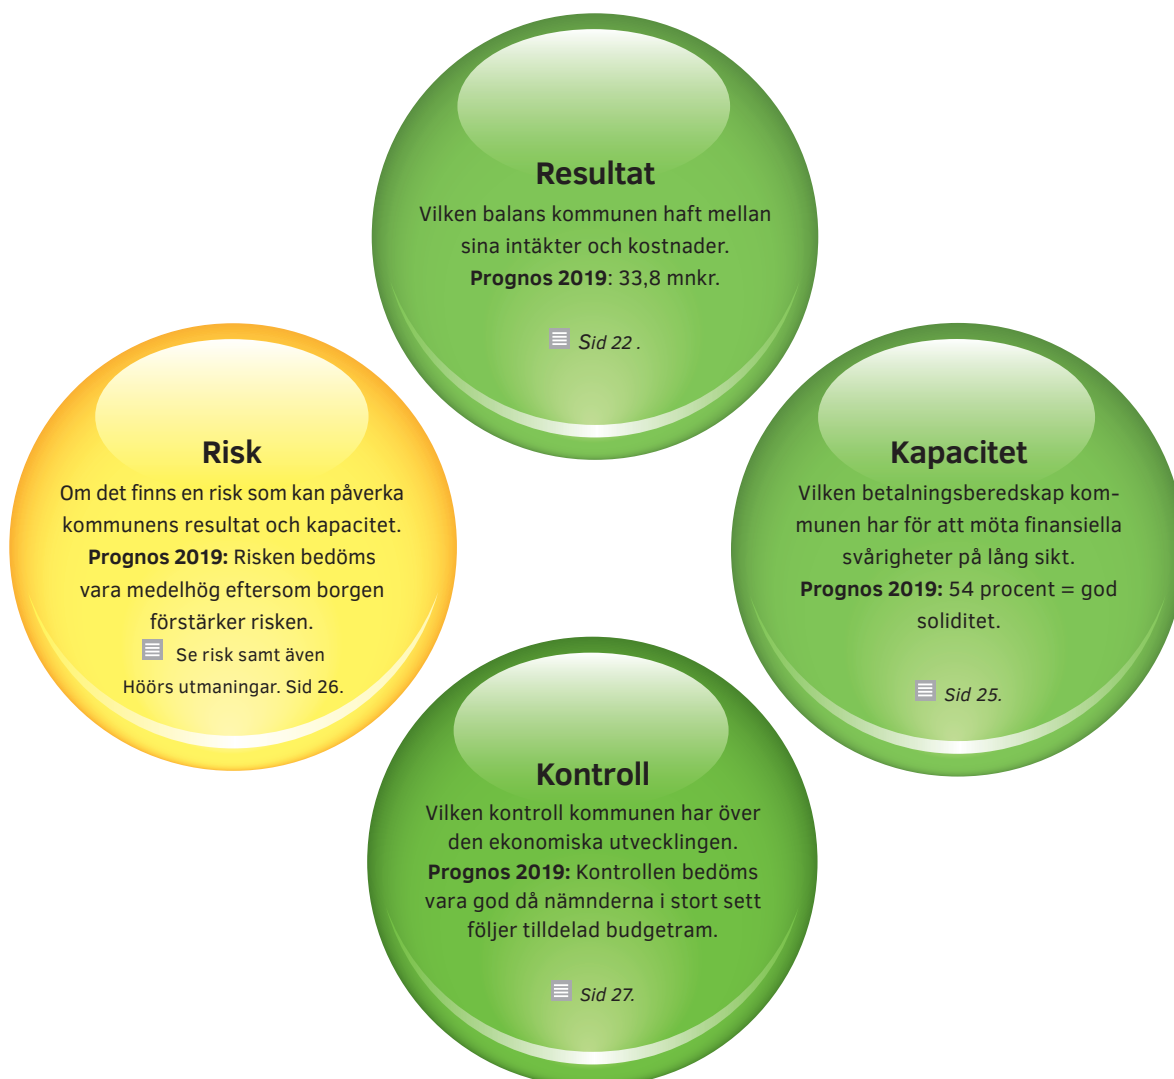 Resultat
Vilken balans kommunen haft mellan
sina intäkter och kostnader.
Prognos 2019: 33,8 mnkr.
Sid 22 .
Risk
Om det finns en risk som kan påverka
kommunens resultat och kapacitet.
Prognos 2019: Risken bedöms
vara medelhög eftersom borgen
förstärker risken.
Se risk samt även
Höörs utmaningar. Sid 26.
Kapacitet
Vilken betalningsberedskap kom-
munen har för att möta finansiella
svårigheter på lång sikt.
Prognos 2019: 54 procent = god
soliditet.
Sid 25.
Kontroll
Vilken kontroll kommunen har över
den ekonomiska utvecklingen.
Prognos 2019: Kontrollen bedöms
vara god då nämnderna i stort sett
följer tilldelad budgetram.
Sid 27.